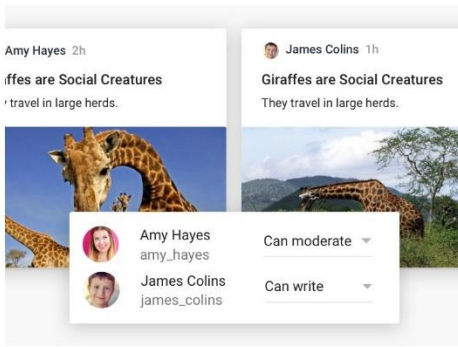 Amy Hayes 2h
ffes are Social Creatures
travel in large herds.
James Colins 1h
Giraffes are Social Creatures
They travel in large herds.
Amy Hayes
amy_hayes
Can moderate
James Colins
james_colins
Can write